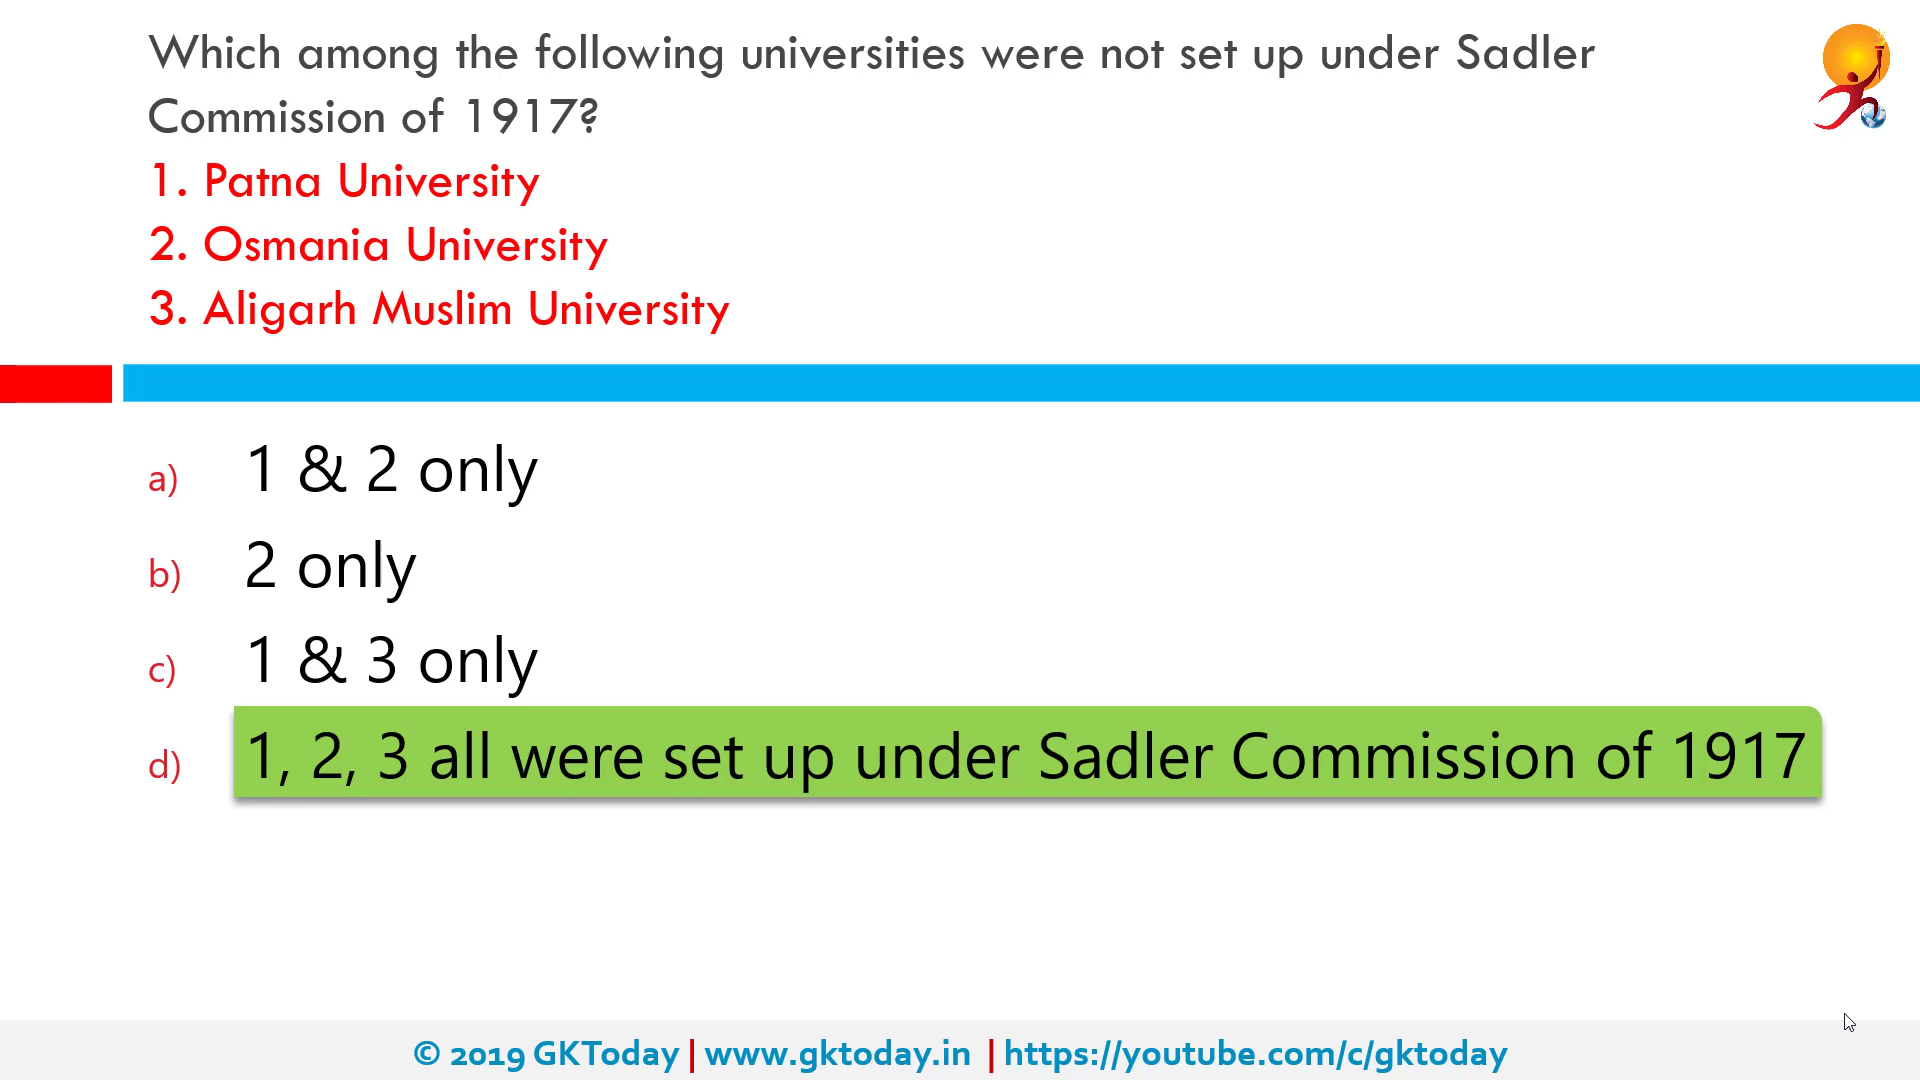 Which among the following universities were not set up under Sadler
Commission of 1917?
1. Patna University
2. Osmania University
3. Aligarh Muslim University
a) 1 & 2 only
b) 2 only
c) 1 & 3 only
d) 1, 2, 3 all were set up under Sadler Commission of 1917
© 2019 GKToday | www.gktoday.in | https://youtube.com/c/gktoday